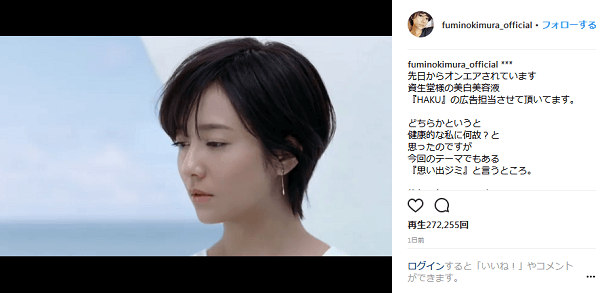 fuminokimura_official • フォローする
fuminokimura_official ***
先日からオンエアされています
資生堂様の美白美容液
『HAKU』の広告担当させて頂いてます。
どちらかというと
健康的な私に何故？と
思ったのですが
今回のテーマでもある
『思い出ジミ』と言うところ。
再生272,255回
1日前
ログインすると「いいね！」やコメント
ができます。